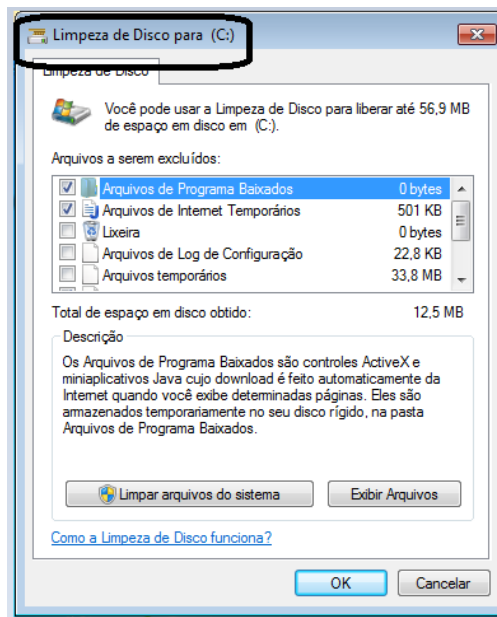 Limpeza de Disco para (C:)
Limpeza de Disco
Você pode usar a Limpeza de Disco para liberar até 56,9 MB
de espaço em disco em (C:).
Arquivos a serem excluídos:
Arquivos de Programa Baixados 0 bytes
Arquivos de Internet Temporários 501 KB
Lixeira 0 bytes
Arquivos de Log de Configuração 22,8 KB
Arquivos temporários 33,8 MB
Total de espaço em disco obtido: 12,5 MB
Descrição
Os Arquivos de Programa Baixados são controles ActiveX e
miniaplicativos Java cujo download é feito automaticamente da
Internet quando você exibe determinadas páginas. Eles são
armazenados temporariamente no seu disco rígido, na pasta
Arquivos de Programa Baixados.
Limpar arquivos do sistema Exibir Arquivos
Como a Limpeza de Disco funciona?
OK Cancelar